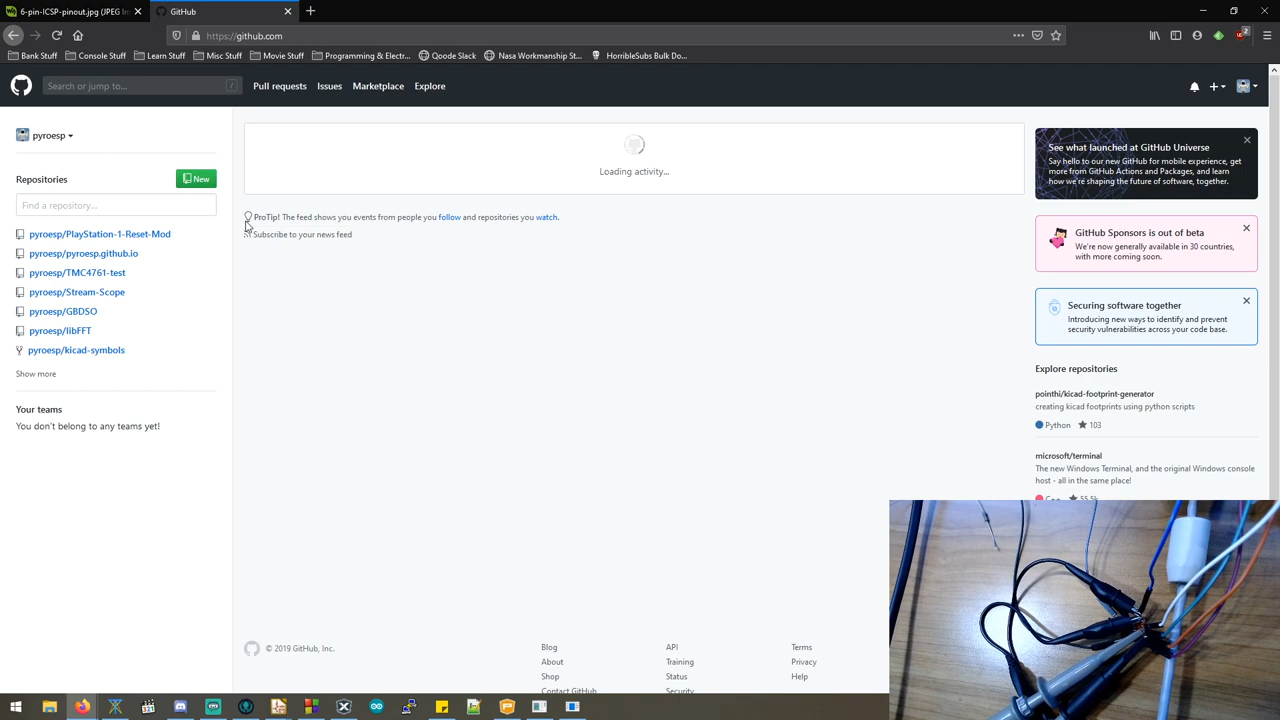 6-pin-ICSP-pinout.jpg (JPEG Im
GitHub
https://github.com
Bank Stuff
Console Stuff
Learn Stuff
Misc Stuff
Movie Stuff
Programming & Electr...
Qoode Slack
Nasa Workmanship St...
HorribleSubs Bulk Do...
2
Search or jump to...
/
Pull requests
Issues
Marketplace
Explore
pyroesp
Repositories
New
Find a repository...
pyroesp/PlayStation-1-Reset-Mod
pyroesp/pyroesp.github.io
pyroesp/TMC4761-test
pyroesp/Stream-Scope
pyroesp/GBDSO
pyroesp/libFFT
pyroesp/kicad-symbols
Show more
Your teams
You don't belong to any teams yet!
Loading activity...
ProTip! The feed shows you events from people you follow and repositories you watch.
Subscribe to your news feed
See what launched at GitHub Universe
Say hello to our new GitHub for mobile experience, get
more from GitHub Actions and Packages, and learn
how we're shaping the future of software, together.
GitHub Sponsors is out of beta
We're now generally available in 30 countries,
with more coming soon.
Securing software together
Introducing new ways to identify and prevent
security vulnerabilities across your code base.
Explore repositories
pointhi/kicad-footprint-generator
creating kicad footprints using python scripts
Python
103
microsoft/terminal
The new Windows Terminal, and the original Windows console
host - all in the same place!
C++
55.5k
© 2019 GitHub, Inc.
Blog
About
Shop
Contact GitHub
API
Training
Status
Security
Terms
Privacy
Help